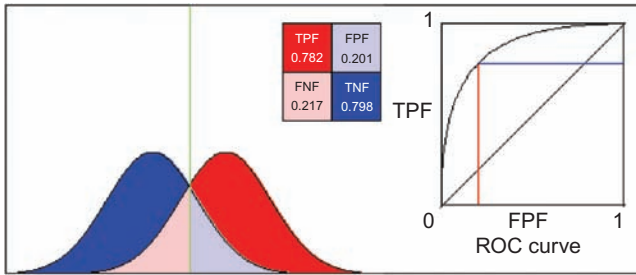 TPF FPF
0.782 0.201
FNF TNF
0.217 0.798
1
TPF
0 FPF 1
ROC curve